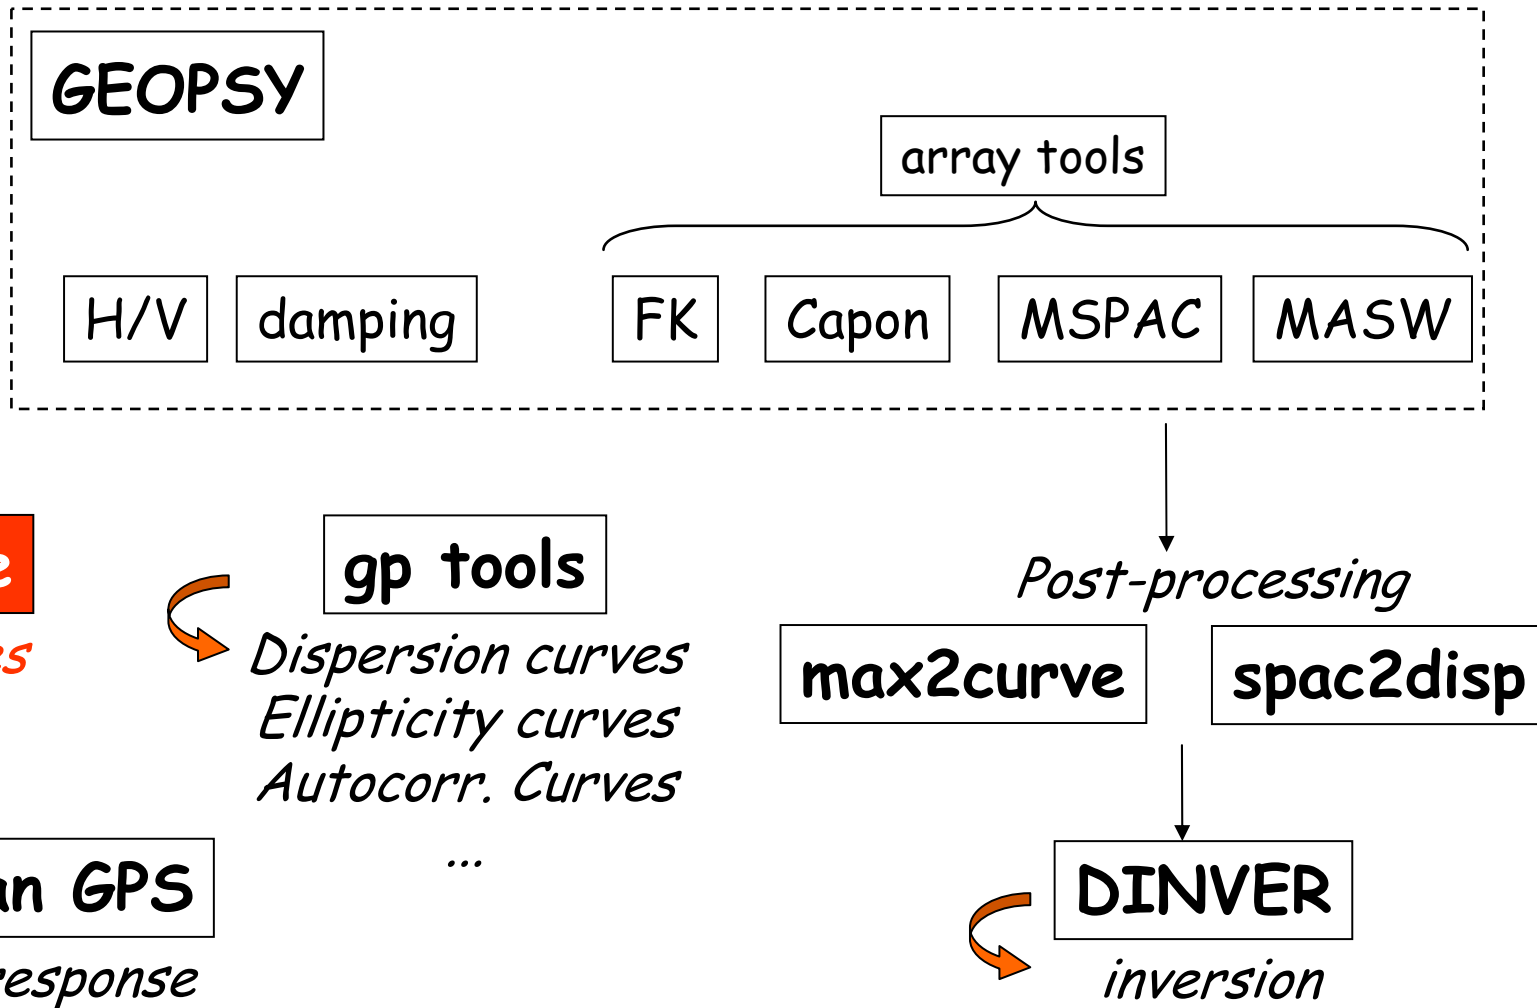 GEOPSY
array tools
H/V damping FK Capon MSPAC MASW
gp tools
Dispersion curves
Ellipticity curves
Autocorr. Curves
...
Post-processing
max2curve spac2disp
GPS
response
DINVER
inversion